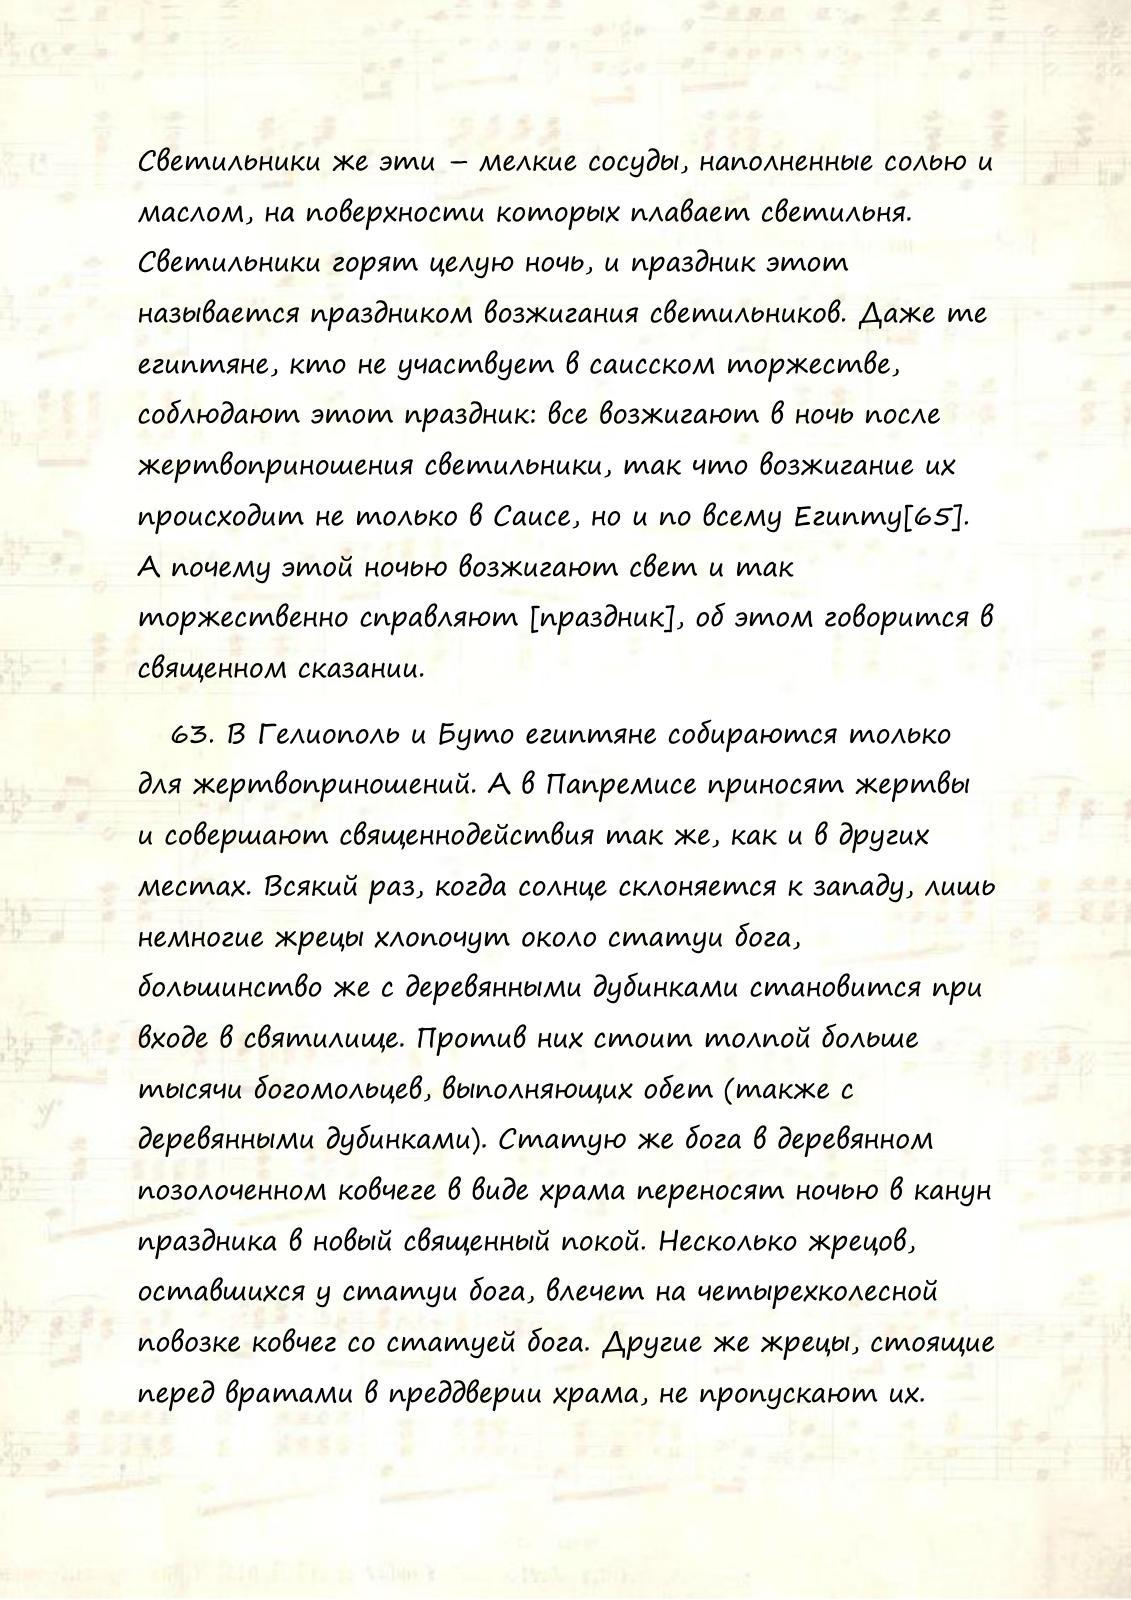 Светильники же эти – мелкие сосуды, наполненные солью и
маслом, на поверхности которых плавает светильня.
Светильники горят целую ночь, и праздник этот
называется праздником возжигания светильников. Даже те
египтяне, кто не участвует в саисском торжестве,
соблюдают этот праздник: все возжигают в ночь после
жертвоприношения светильники, так что возжигание их
происходит не только в Саисе, но и по всему Египту[65].
А почему этой ночью возжигают свет и так
торжественно справляют [праздник], об этом говорится в
священном сказании.
63. В Гелиополь и Буто египтяне собираются только
для жертвоприношений. А в Папремисе приносят жертвы
и совершают священнодействия так же, как и в других
местах. Всякий раз, когда солнце склоняется к западу, лишь
немногие жрецы хлопочут около статуи бога,
большинство же с деревянными дубинками становится при
входе в святилище. Против них стоит толпой больше
тысячи богомольцев, выполняющих обет (также с
деревянными дубинками). Статую же бога в деревянном
позолоченном ковчеге в виде храма переносят ночью в канун
праздника в новый священный покой. Несколько жрецов,
оставшихся у статуи бога, влечет на четырехколесной
повозке ковчег со статуей бога. Другие же жрецы, стоящие
перед вратами в преддверии храма, не пропускают их.